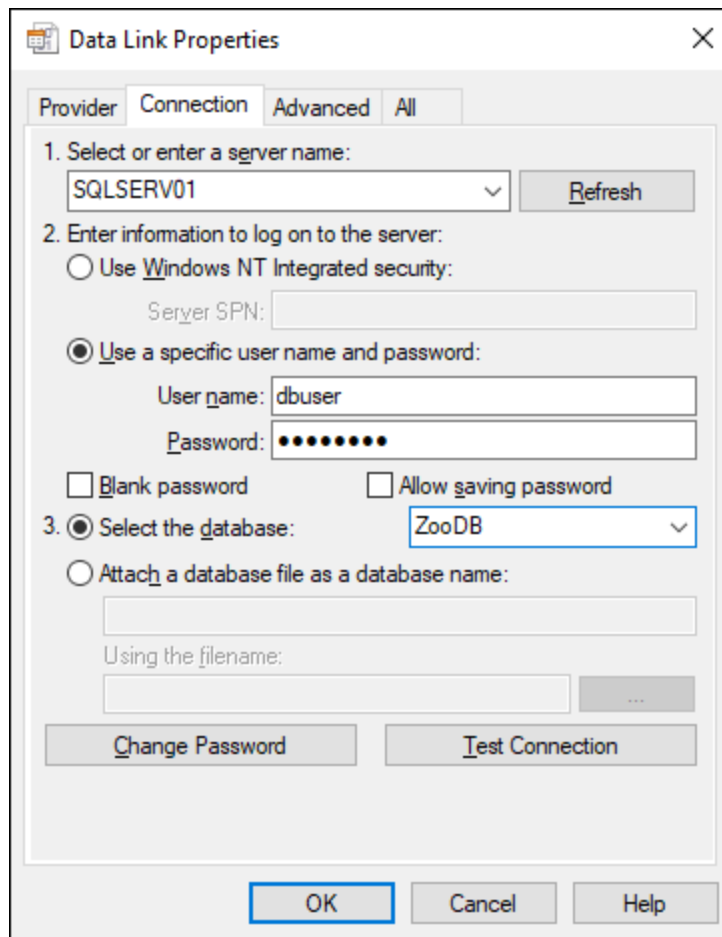 Data Link Properties
Provider Connection Advanced All
1. Select or enter a server name:
SQLSERV01 Refresh
2. Enter information to log on to the server:
Use Windows NT Integrated security:
Server SPN:
Use a specific user name and password:
User name: dbuser
Password: ●●●●●●●●
Blank password Allow saving password
3. Select the database: ZooDB
Attach a database file as a database name:
Using the filename:
...
Change Password Test Connection
OK Cancel Help